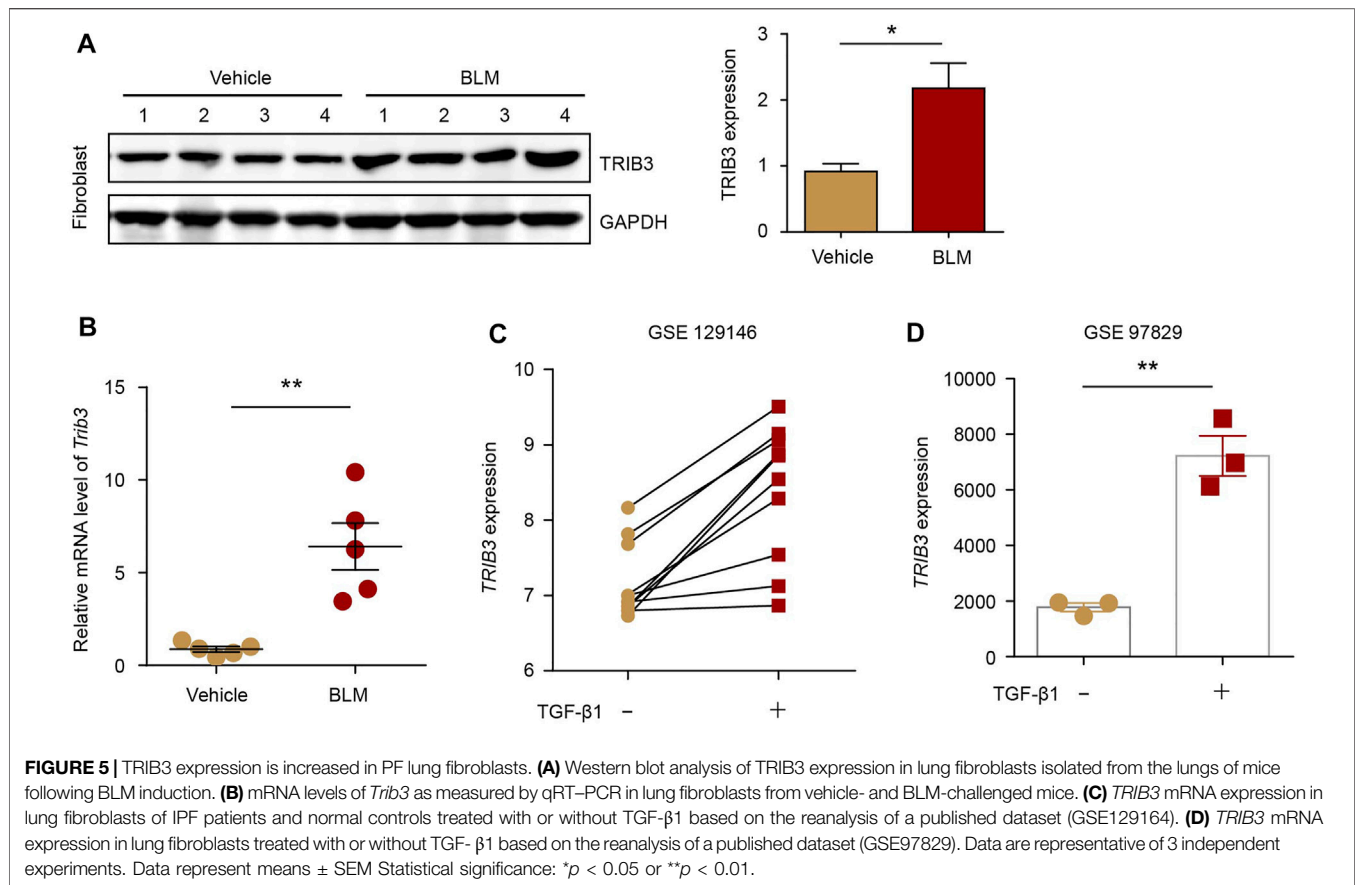 A
Vehicle BLM
1 2 3 4 1 2 3 4
Fibroblast
TRIB3
GAPDH
*
TRIB3 expression
3
2
1
0
Vehicle BLM
B
**
Relative mRNA level of Trib3
15
10
5
0
Vehicle BLM
C
GSE 129146
TRIB3 expression
10
9
8
7
6
TGF-β1 − +
D
GSE 97829
**
TRIB3 expression
10000
8000
6000
4000
2000
0
TGF-β1 − +
FIGURE 5 | TRIB3 expression is increased in PF lung fibroblasts. (A) Western blot analysis of TRIB3 expression in lung fibroblasts isolated from the lungs of mice
following BLM induction. (B) mRNA levels of Trib3 as measured by qRT–PCR in lung fibroblasts from vehicle- and BLM-challenged mice. (C) TRIB3 mRNA expression in
lung fibroblasts of IPF patients and normal controls treated with or without TGF-β1 based on the reanalysis of a published dataset (GSE129164). (D) TRIB3 mRNA
expression in lung fibroblasts treated with or without TGF- β1 based on the reanalysis of a published dataset (GSE97829). Data are representative of 3 independent
experiments. Data represent means ± SEM Statistical significance: *p < 0.05 or **p < 0.01.